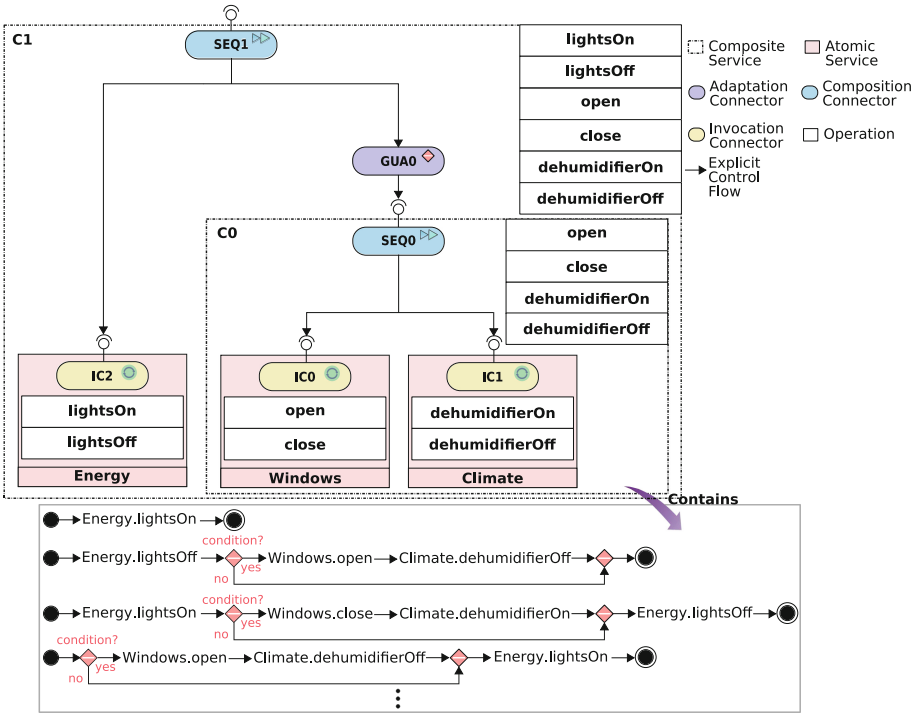 C1
SEQ1
lightsOn
lightsOff
open
close
dehumidifierOn
dehumidifierOff
Composite
Service
Atomic
Service
Adaptation
Connector
Composition
Connector
Invocation
Connector
Operation
Explicit
Control
Flow
GUA0
C0
SEQ0
open
close
dehumidifierOn
dehumidifierOff
IC2
lightsOn
lightsOff
Energy
IC0
open
close
Windows
IC1
dehumidifierOn
dehumidifierOff
Climate
Contains
Energy.lightsOn
condition?
Energy.lightsOff
yes
Windows.open
Climate.dehumidifierOff
no
condition?
Energy.lightsOn
yes
Windows.close
Climate.dehumidifierOn
Energy.lightsOff
no
condition?
yes
Windows.open
Climate.dehumidifierOff
Energy.lightsOn
no